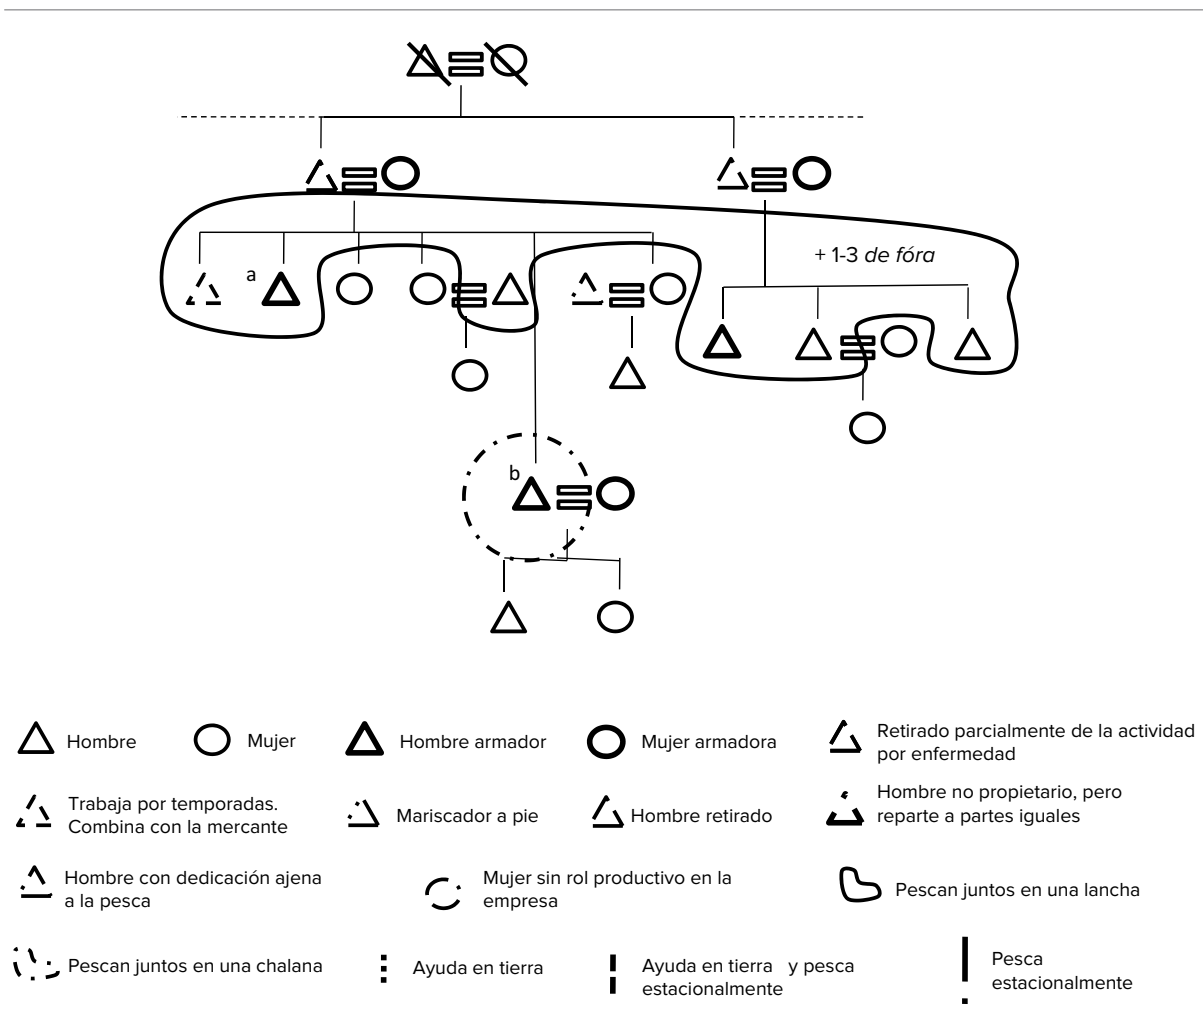 + 1-3 de fóra
a
b
Hombre
Mujer
Hombre armador
Mujer armadora
Retirado parcialmente de la actividad
por enfermedad
Trabaja por temporadas.
Combina con la mercante
Mariscador a pie
Hombre retirado
Hombre no propietario, pero
reparte a partes iguales
Hombre con dedicación ajena
a la pesca
Mujer sin rol productivo en la
empresa
Pescan juntos en una lancha
Pescan juntos en una chalana
Ayuda en tierra
Ayuda en tierra y pesca
estacionalmente
Pesca
estacionalmente